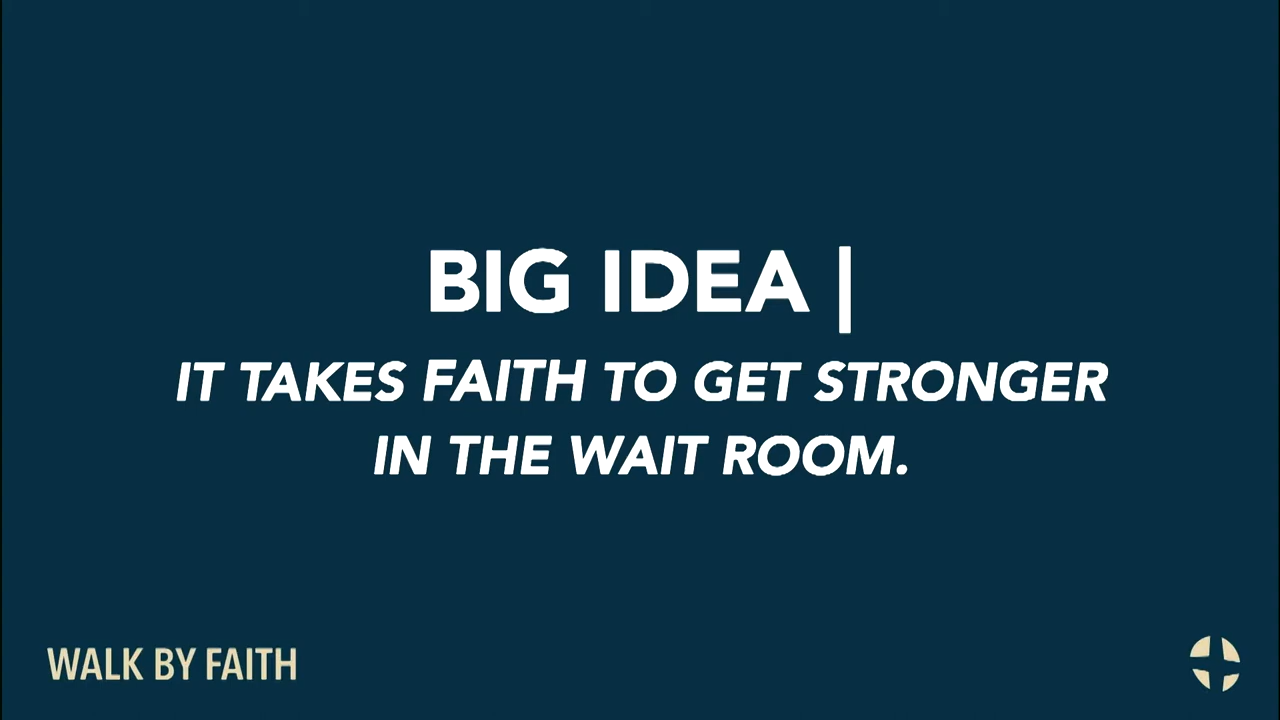 BIG IDEA |
IT TAKES FAITH TO GET STRONGER
IN THE WAIT ROOM.
WALK BY FAITH